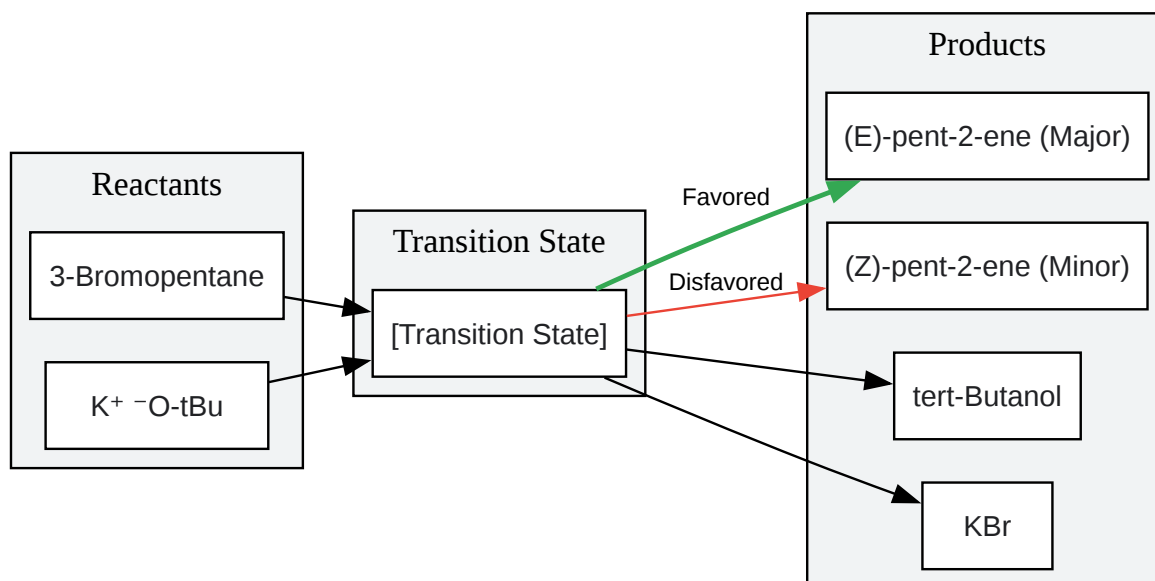 Reactants
3-Bromopentane
K⁺ ⁻O-tBu
Transition State
[Transition State]
Favored
Disfavored
Products
(E)-pent-2-ene (Major)
(Z)-pent-2-ene (Minor)
tert-Butanol
KBr